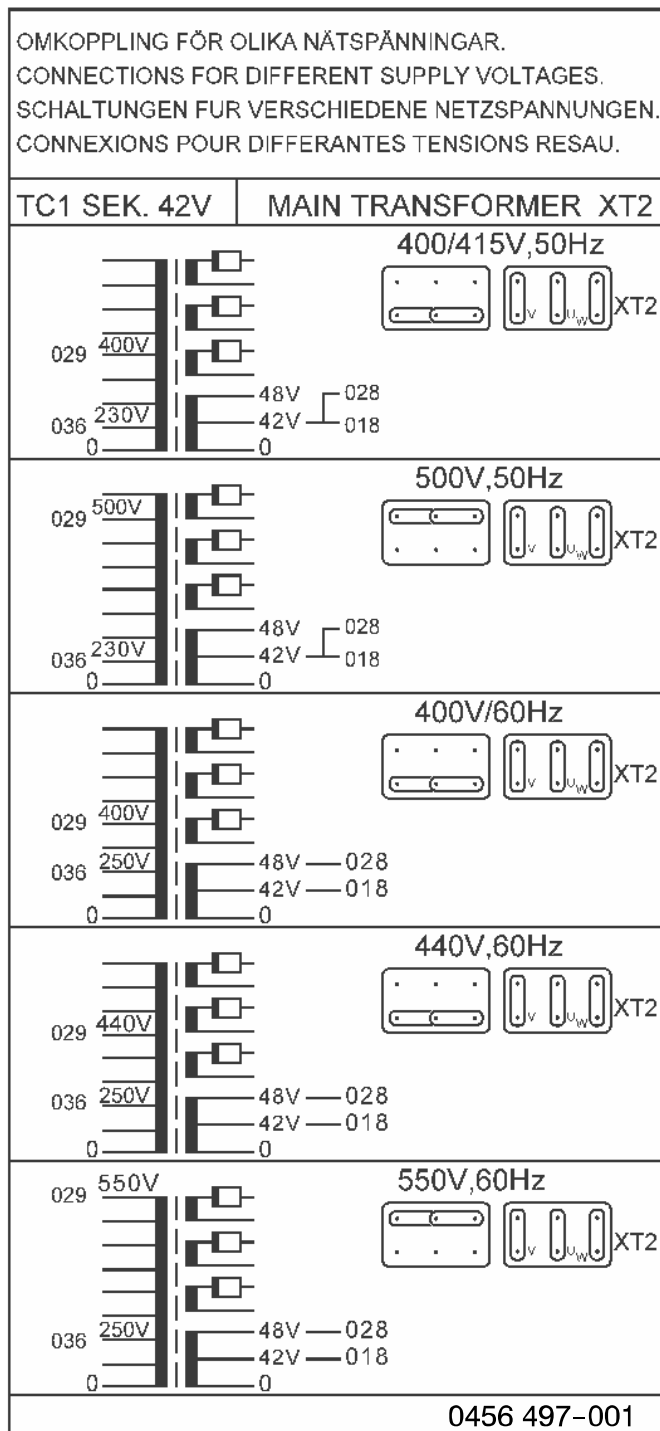 OMKOPPLING FÖR OLIKA NÄTSPÄNNINGAR.
CONNECTIONS FOR DIFFERENT SUPPLY VOLTAGES.
SCHALTUNGEN FUR VERSCHIEDENE NETZSPANNUNGEN.
CONNEXIONS POUR DIFFERANTES TENSIONS RESAU.
TC1 SEK. 42V MAIN TRANSFORMER XT2
400/415V,50Hz
V U W XT2
029 400V
48V 028
036 230V 42V 018
0 0
500V,50Hz
029 500V
V U W XT2
48V 028
036 230V 42V 018
0 0
400V/60Hz
V U W XT2
029 400V
036 250V 48V 028
42V 018
0 0
440V,60Hz
V U W XT2
029 440V
036 250V 48V 028
42V 018
0 0
550V,60Hz
029 550V
V U W XT2
036 250V 48V 028
42V 018
0 0
0456 497-001